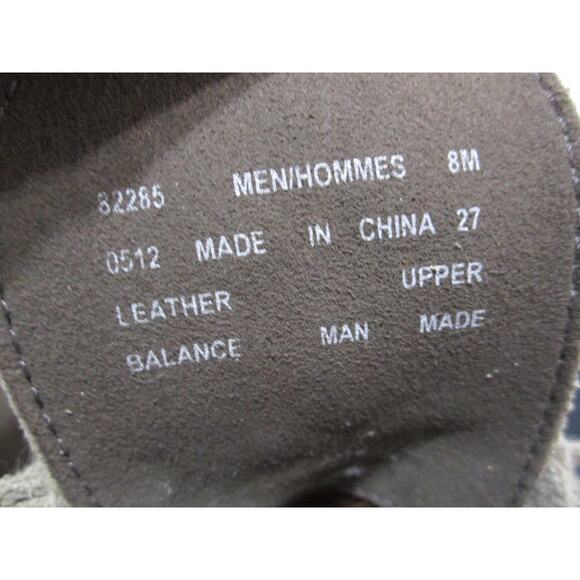 82285 MEN/HOMMES 8M
0512 MADE IN CHINA 27
LEATHER UPPER
BALANCE MAN MADE